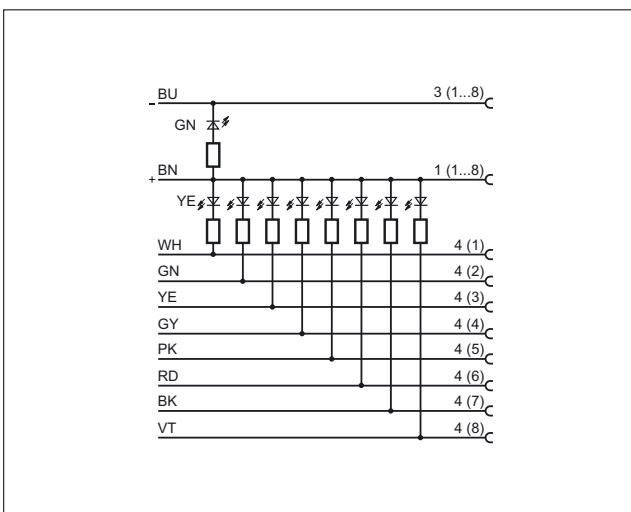 - BU 3 (1...8)
GN
+ BN 1 (1...8)
YE
WH 4 (1)
GN 4 (2)
YE 4 (3)
GY 4 (4)
PK 4 (5)
RD 4 (6)
BK 4 (7)
VT 4 (8)